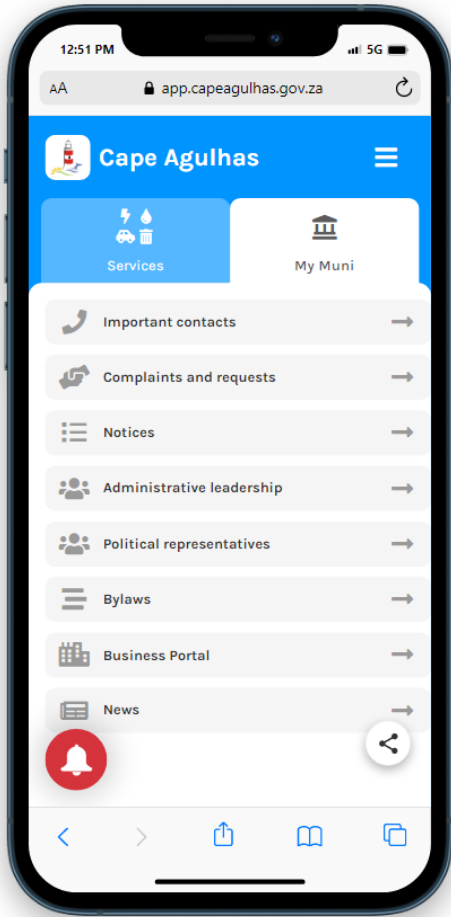 12:51 PM
5G
AA
app.capeagulhas.gov.za
Cape Agulhas
Services
My Muni
Important contacts
Complaints and requests
Notices
Administrative leadership
Political representatives
Bylaws
Business Portal
News